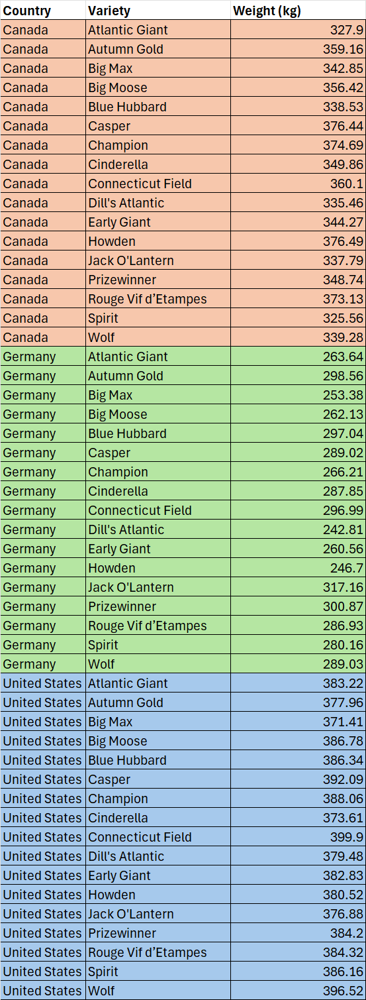 Country Variety Weight (kg)
Canada Atlantic Giant 327.9
Canada Autumn Gold 359.16
Canada Big Max 342.85
Canada Big Moose 356.42
Canada Blue Hubbard 338.53
Canada Casper 376.44
Canada Champion 374.69
Canada Cinderella 349.86
Canada Connecticut Field 360.1
Canada Dill's Atlantic 335.46
Canada Early Giant 344.27
Canada Howden 376.49
Canada Jack O'Lantern 337.79
Canada Prizewinner 348.74
Canada Rouge Vif d’Etampes 373.13
Canada Spirit 325.56
Canada Wolf 339.28
Germany Atlantic Giant 263.64
Germany Autumn Gold 298.56
Germany Big Max 253.38
Germany Big Moose 262.13
Germany Blue Hubbard 297.04
Germany Casper 289.02
Germany Champion 266.21
Germany Cinderella 287.85
Germany Connecticut Field 296.99
Germany Dill's Atlantic 242.81
Germany Early Giant 260.56
Germany Howden 246.7
Germany Jack O'Lantern 317.16
Germany Prizewinner 300.87
Germany Rouge Vif d’Etampes 286.93
Germany Spirit 280.16
Germany Wolf 289.03
United States Atlantic Giant 383.22
United States Autumn Gold 377.96
United States Big Max 371.41
United States Big Moose 386.78
United States Blue Hubbard 386.34
United States Casper 392.09
United States Champion 388.06
United States Cinderella 373.61
United States Connecticut Field 399.9
United States Dill's Atlantic 379.48
United States Early Giant 382.83
United States Howden 380.52
United States Jack O'Lantern 376.88
United States Prizewinner 384.2
United States Rouge Vif d’Etampes 384.32
United States Spirit 386.16
United States Wolf 396.52